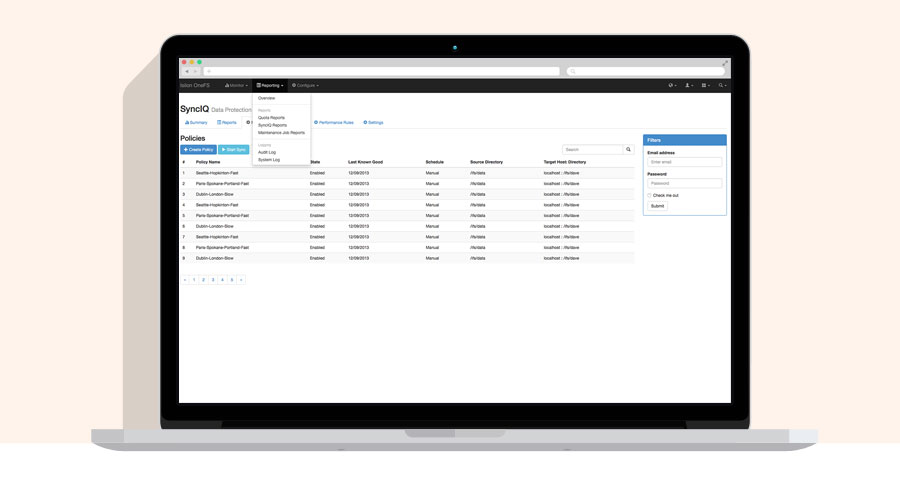 Isilon OneFS Monitor Reporting Configure
Overview
SyncIQ Data Protection
Reports
Summary Reports Performance Rules Settings
Quota Reports
SyncIQ Reports
Maintenance Job Reports
Logging
Audit Log
System Log
Policies
Create Policy Start Sync Search
# Policy Name State Last Known Good Schedule Source Directory Target Host: Directory
1 Seattle-Hopkinton-Fast Enabled 12/09/2013 Manual /ifs/data localhost : /ifs/dave
2 Paris-Spokane-Portland-Fast Enabled 12/09/2013 Manual /ifs/data localhost : /ifs/dave
3 Dublin-London-Slow Enabled 12/09/2013 Manual /ifs/data localhost : /ifs/dave
4 Seattle-Hopkinton-Fast Enabled 12/09/2013 Manual /ifs/data localhost : /ifs/dave
5 Paris-Spokane-Portland-Fast Enabled 12/09/2013 Manual /ifs/data localhost : /ifs/dave
6 Dublin-London-Slow Enabled 12/09/2013 Manual /ifs/data localhost : /ifs/dave
7 Seattle-Hopkinton-Fast Enabled 12/09/2013 Manual /ifs/data localhost : /ifs/dave
8 Paris-Spokane-Portland-Fast Enabled 12/09/2013 Manual /ifs/data localhost : /ifs/dave
9 Dublin-London-Slow Enabled 12/09/2013 Manual /ifs/data localhost : /ifs/dave
« 1 2 3 4 5 »
Filters
Email address
Enter email
Password
Password
Check me out
Submit